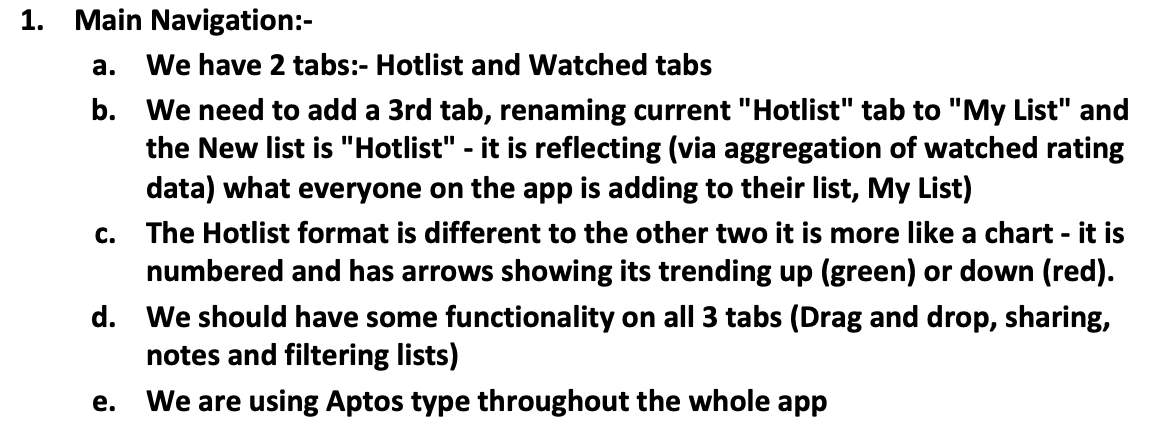 1. Main Navigation:-
a. We have 2 tabs:- Hotlist and Watched tabs
b. We need to add a 3rd tab, renaming current "Hotlist" tab to "My List" and
the New list is "Hotlist" - it is reflecting (via aggregation of watched rating
data) what everyone on the app is adding to their list, My List)
c. The Hotlist format is different to the other two it is more like a chart - it is
numbered and has arrows showing its trending up (green) or down (red).
d. We should have some functionality on all 3 tabs (Drag and drop, sharing,
notes and filtering lists)
e. We are using Aptos type throughout the whole app